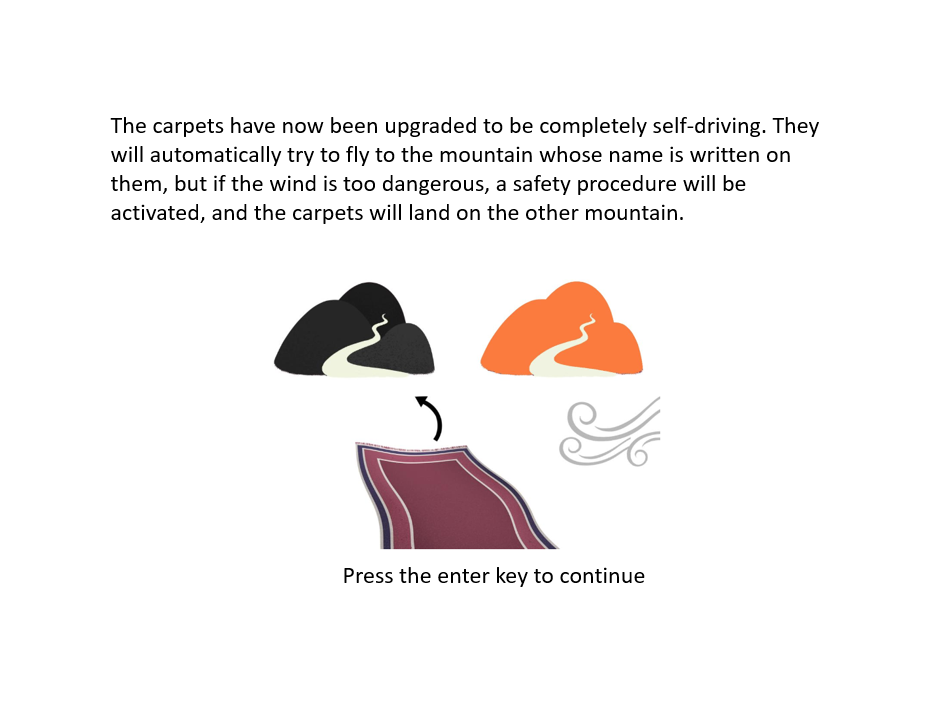 The carpets have now been upgraded to be completely self-driving. They
will automatically try to fly to the mountain whose name is written on
them, but if the wind is too dangerous, a safety procedure will be
activated, and the carpets will land on the other mountain.
Press the enter key to continue